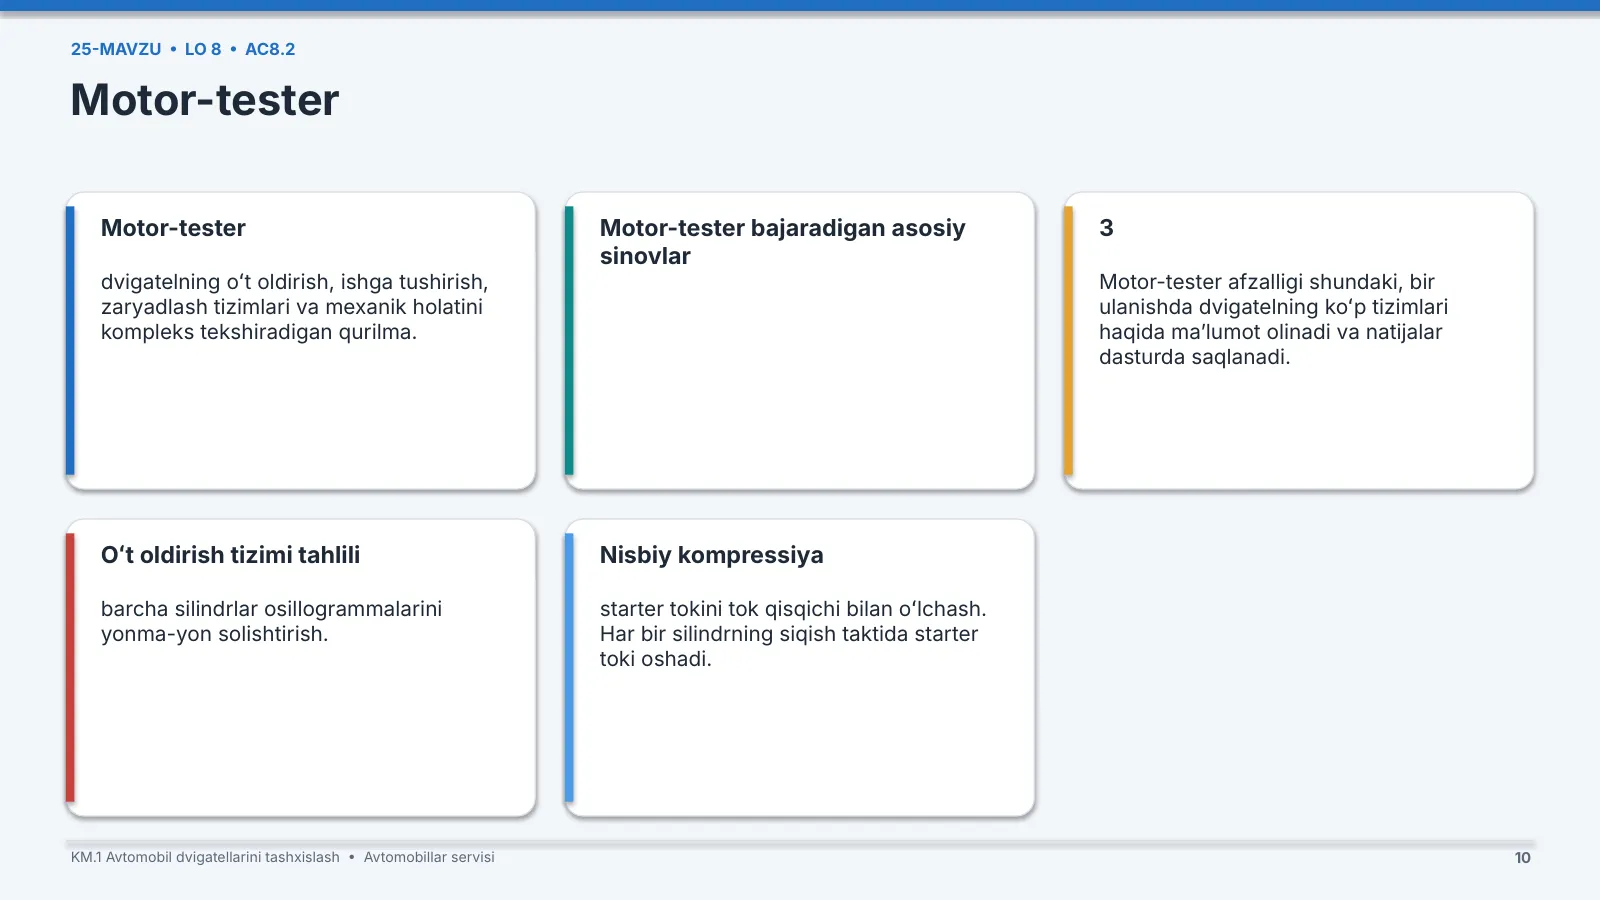 25-MAVZU • LO 8 • AC8.2
Motor-tester
Motor-tester
dvigatelning oʻt oldirish, ishga tushirish,
zaryadlash tizimlari va mexanik holatini
kompleks tekshiradigan qurilma.
Motor-tester bajaradigan asosiy
sinovlar
3
Motor-tester afzalligi shundaki, bir
ulanishda dvigatelning koʻp tizimlari
haqida maʼlumot olinadi va natijalar
dasturda saqlanadi.
Oʻt oldirish tizimi tahlili
barcha silindrlar osillogrammalarini
yonma-yon solishtirish.
Nisbiy kompressiya
starter tokini tok qisqichi bilan oʻlchash.
Har bir silindrning siqish taktida starter
toki oshadi.
KM.1 Avtomobil dvigatellarini tashxislash • Avtomobillar servisi
10